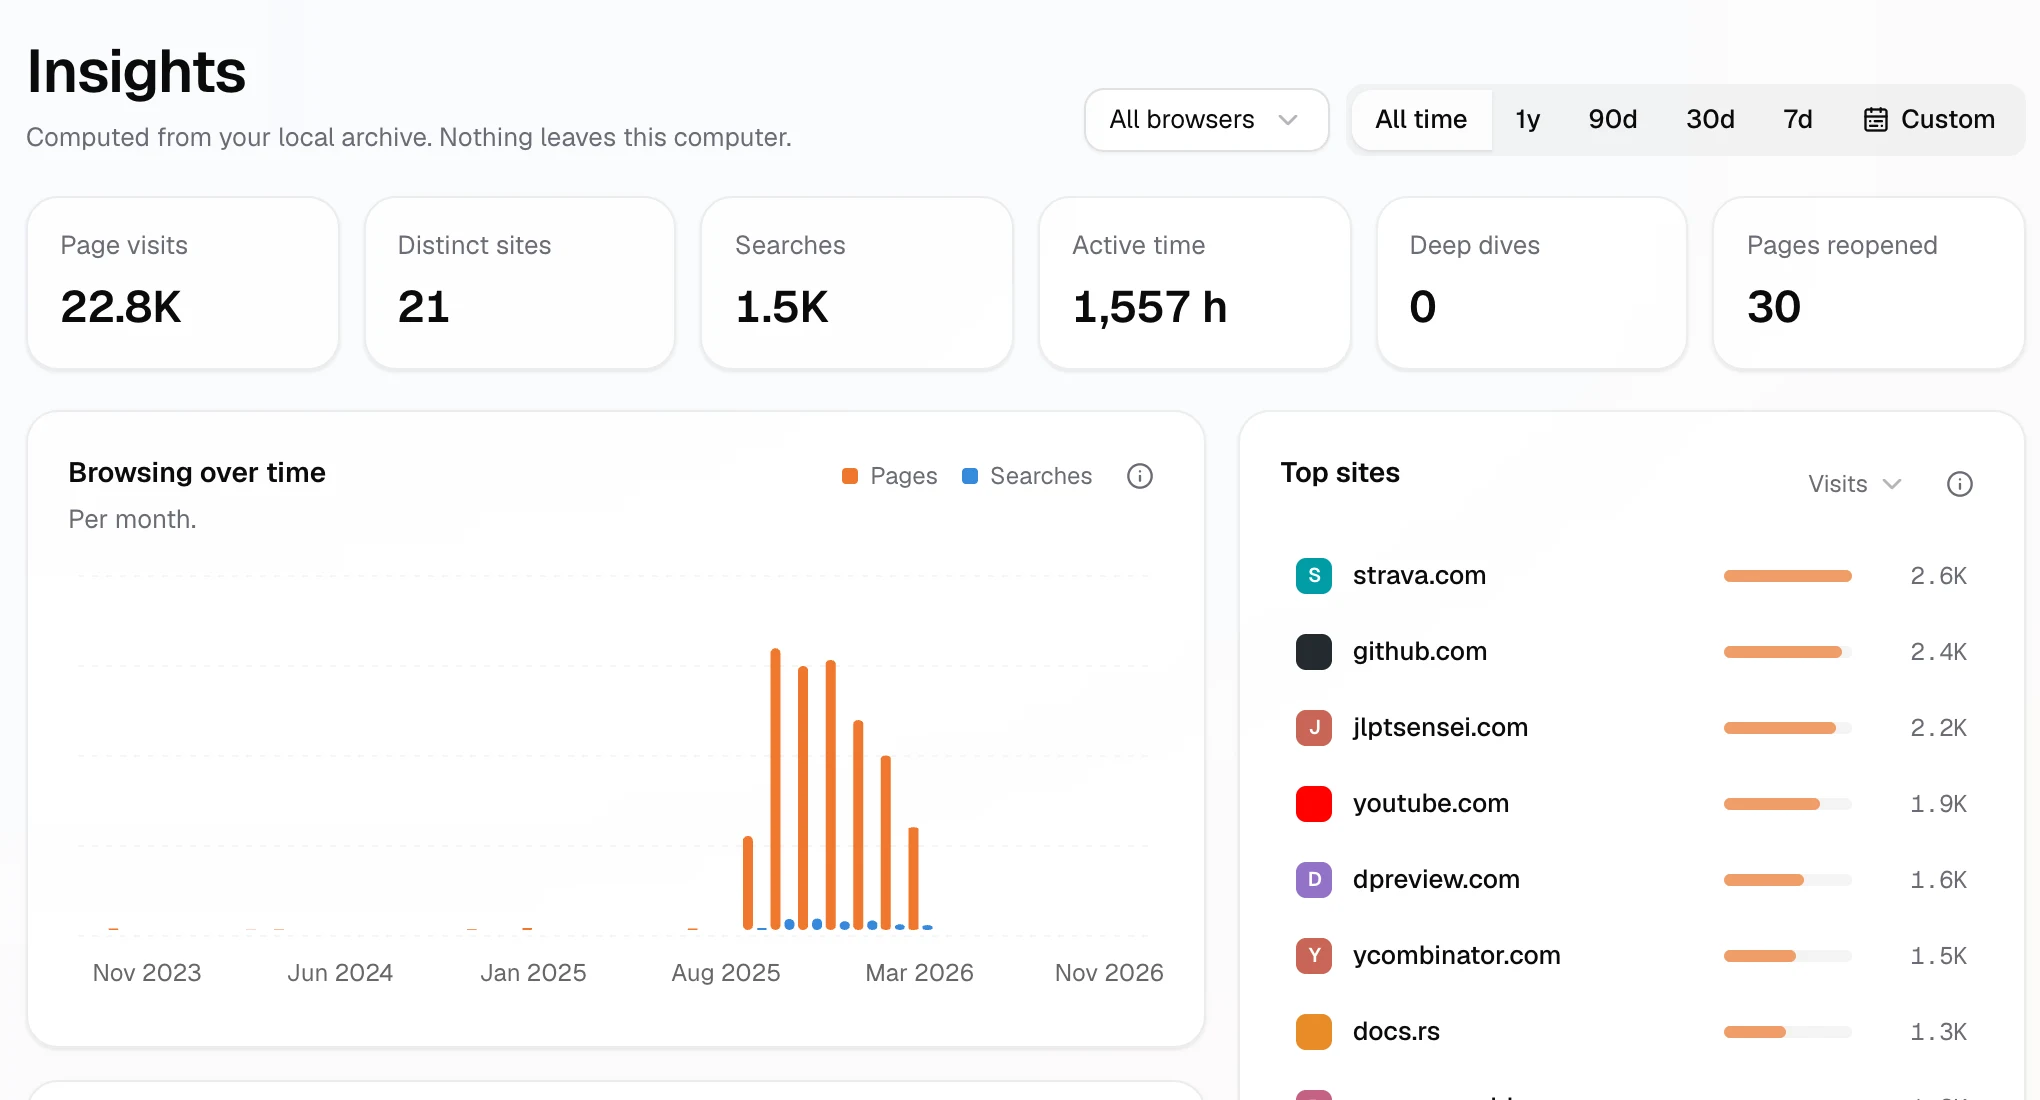 Insights
Computed from your local archive. Nothing leaves this computer.
All browsers
All time 1y 90d 30d 7d Custom
Page visits
22.8K
Distinct sites
21
Searches
1.5K
Active time
1,557 h
Deep dives
0
Pages reopened
30
Browsing over time
Per month.
Pages Searches
Nov 2023 Jun 2024 Jan 2025 Aug 2025 Mar 2026 Nov 2026
Top sites
Visits
S strava.com 2.6K
github.com 2.4K
J jlptsensei.com 2.2K
youtube.com 1.9K
D dpreview.com 1.6K
Y ycombinator.com 1.5K
docs.rs 1.3K